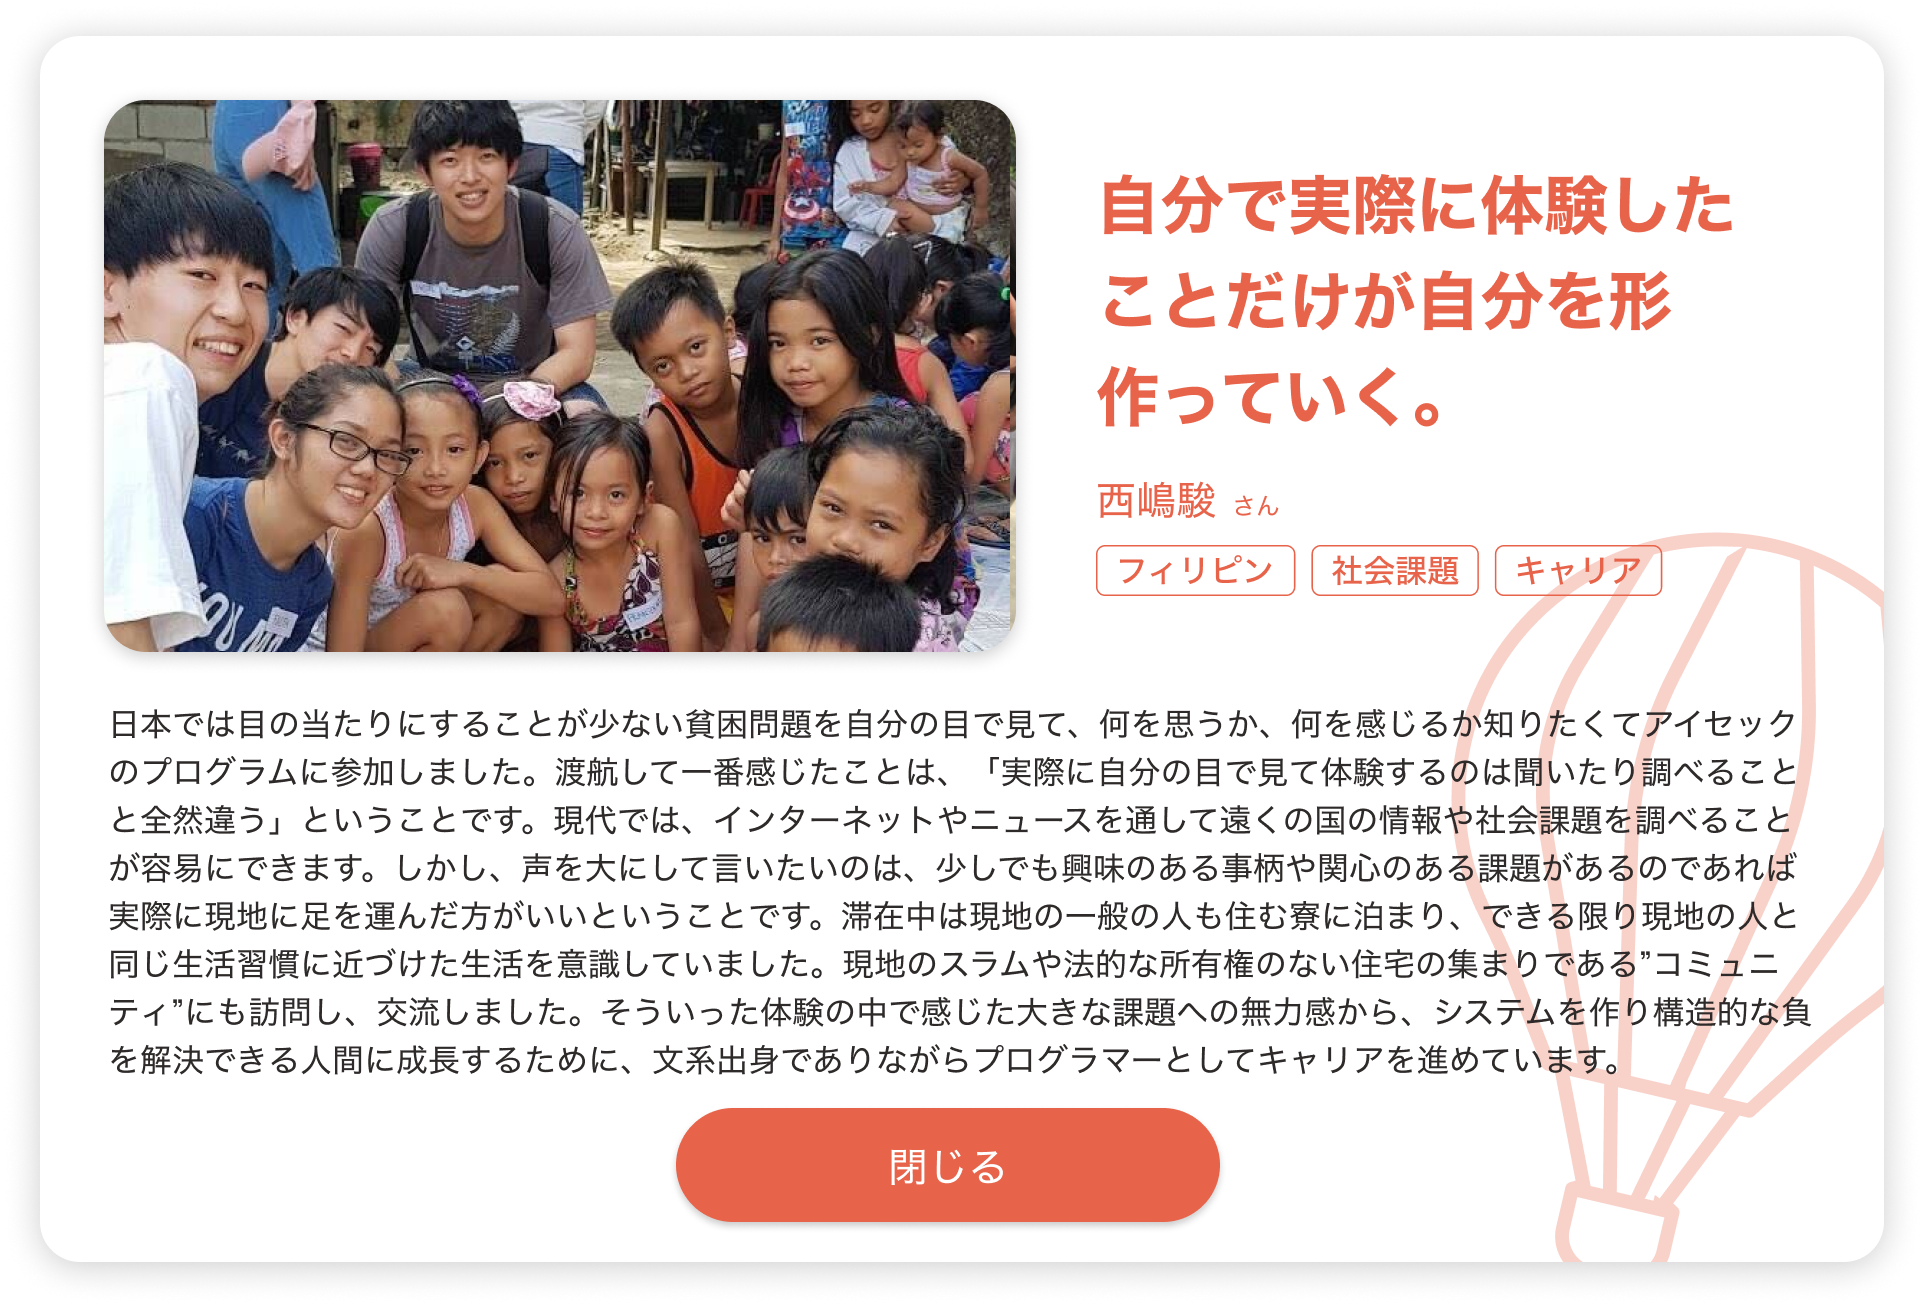 自分で実際に体験した
ことだけが自分を形
作っていく。
西嶋駿 さん
フィリピン 社会課題 キャリア
日本では目の当たりにすることが少ない貧困問題を自分の目で見て、何を思うか、何を感じるか知りたくてアイセック
のプログラムに参加しました。渡航して一番感じたことは、「実際に自分の目で見て体験するのは聞いたり調べること
と全然違う」ということです。現代では、インターネットやニュースを通して遠くの国の情報や社会課題を調べること
が容易にできます。しかし、声を大にして言いたいのは、少しでも興味のある事柄や関心のある課題があるのであれば
実際に現地に足を運んだ方がいいということです。滞在中は現地の一般の人も住む寮に泊まり、できる限り現地の人と
同じ生活習慣に近づけた生活を意識していました。現地のスラムや法的な所有権のない住宅の集まりである”コミュニ
ティ”にも訪問し、交流しました。そういった体験の中で感じた大きな課題への無力感から、システムを作り構造的な負
を解決できる人間に成長するために、文系出身でありながらプログラマーとしてキャリアを進めています。
閉じる